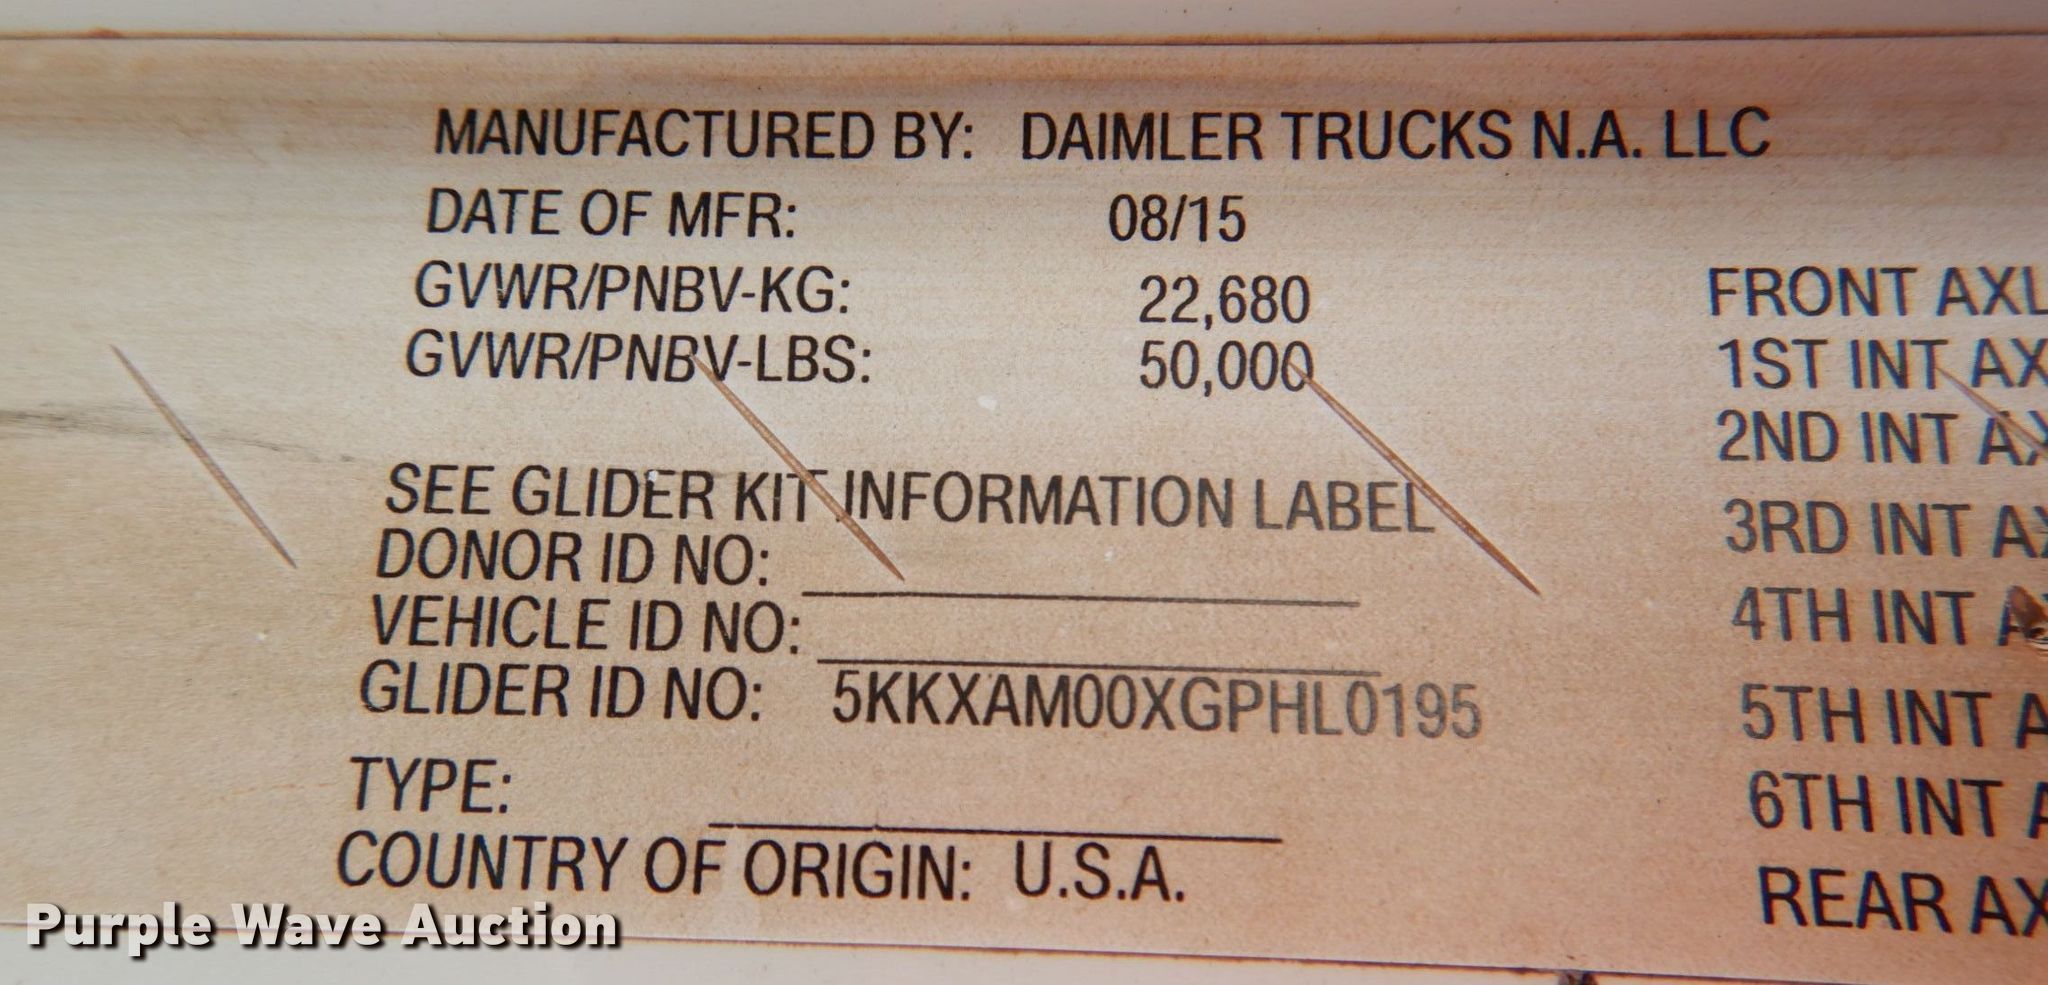 MANUFACTURED BY: DAIMLER TRUCKS N.A. LLC
DATE OF MFR: 08/15
GVWR/PNBV-KG: 22,680
GVWR/PNBV-LBS: 50,000
SEE GLIDER KIT INFORMATION LABEL
DONOR ID NO:
VEHICLE ID NO:
GLIDER ID NO: 5KKXAM00XGPHL0195
TYPE:
COUNTRY OF ORIGIN: U.S.A.
FRONT AXL
1ST INT AX
2ND INT AX
3RD INT AX
4TH INT A
5TH INT A
6TH INT A
REAR AX
Purple Wave Auction